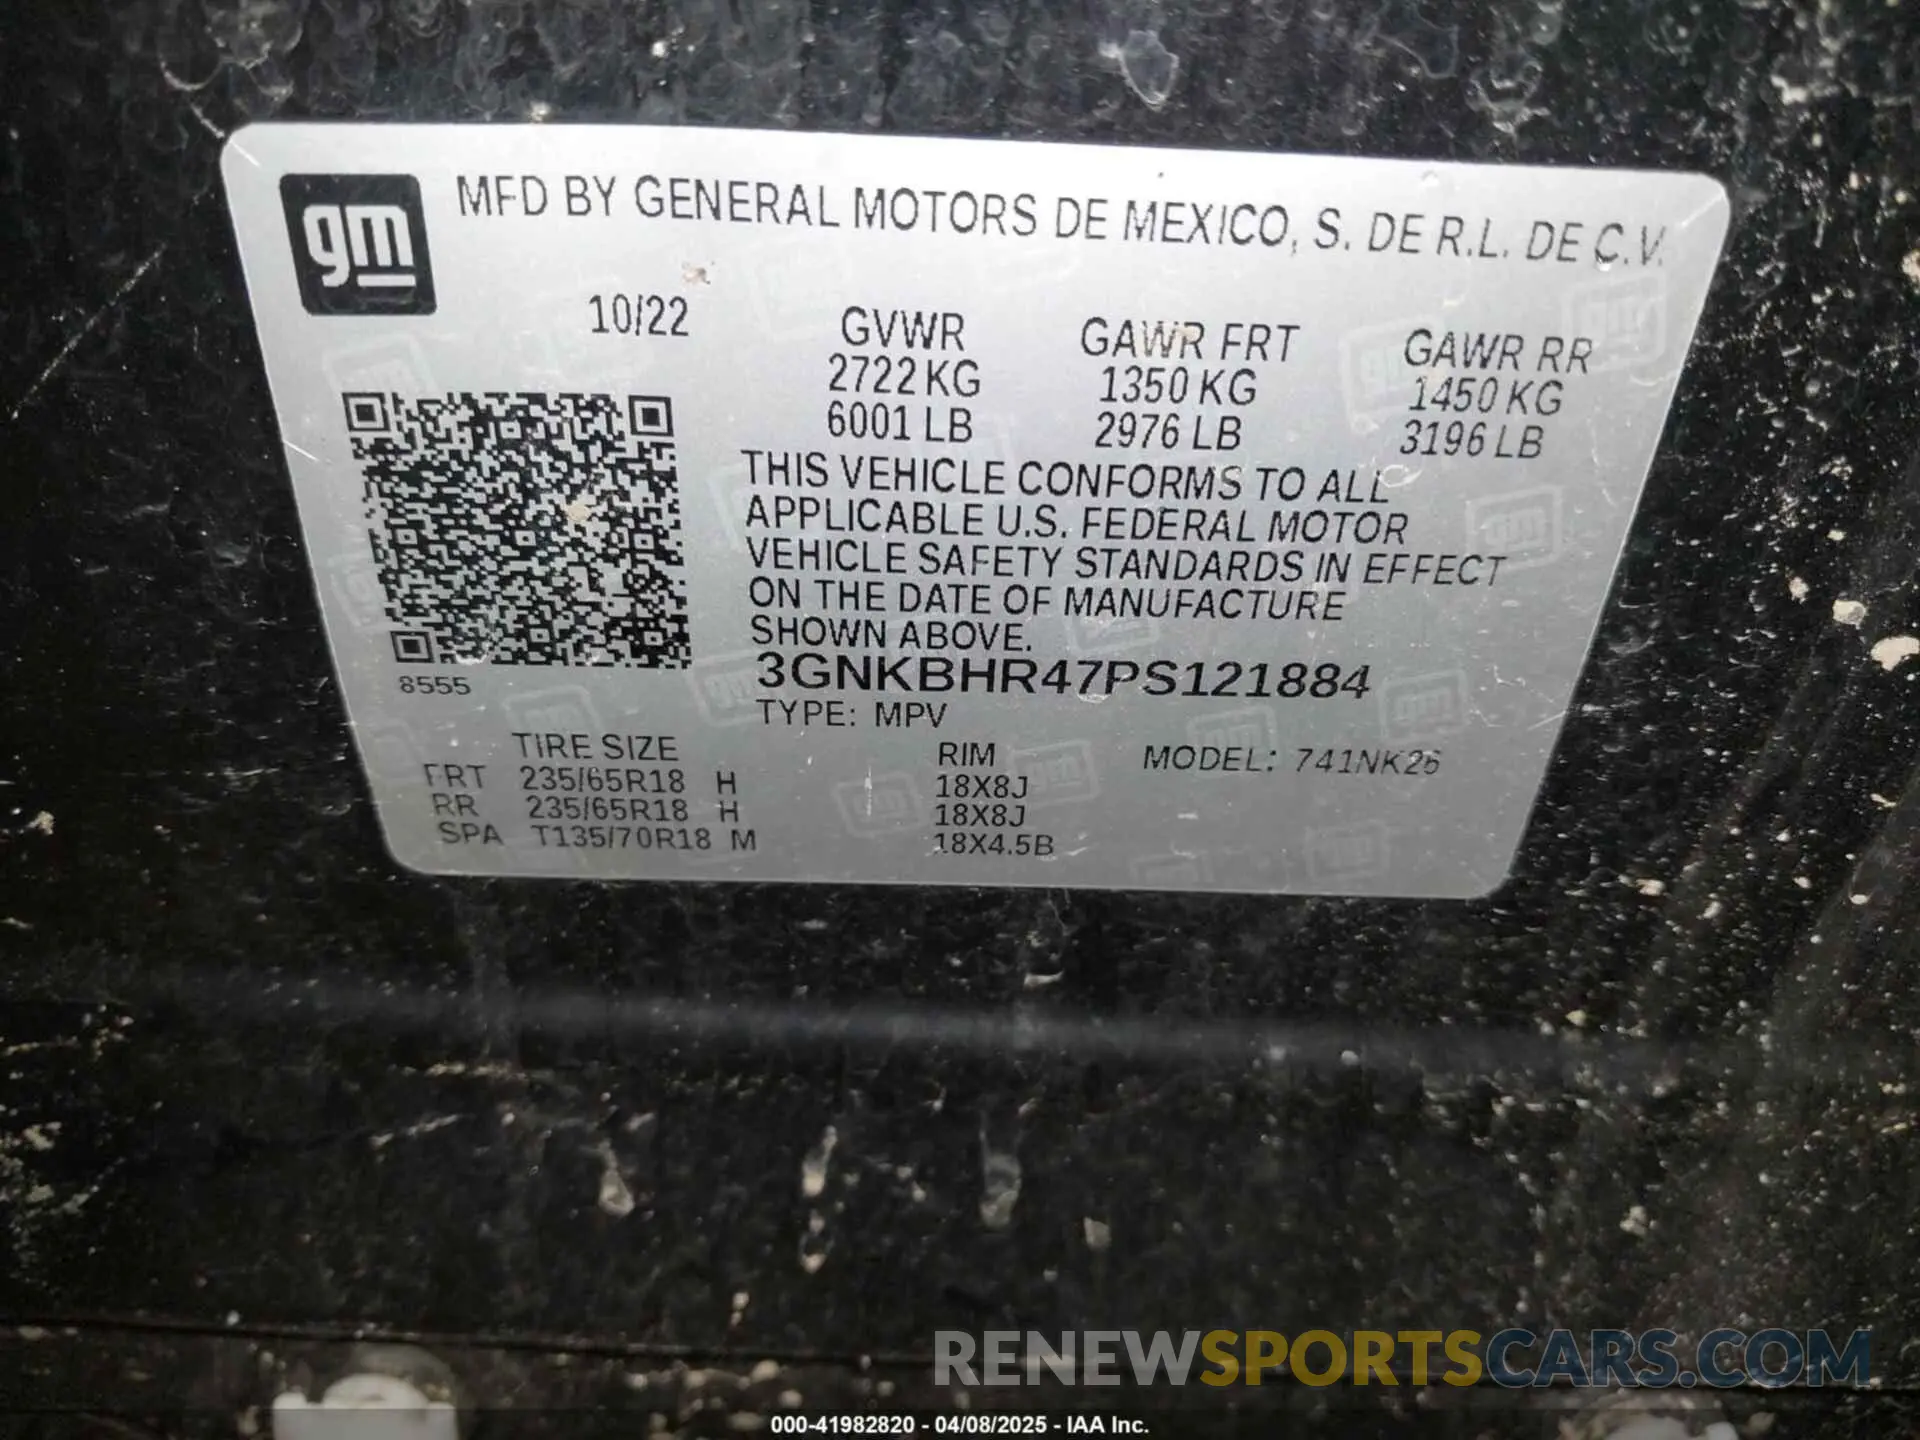 gm
MFD BY GENERAL MOTORS DE MEXICO, S. DE R.L. DE C.V.
10/22
GVWR GAWR FRT GAWR RR
2722 KG 1350 KG 1450 KG
6001 LB 2976 LB 3196 LB
THIS VEHICLE CONFORMS TO ALL
APPLICABLE U.S. FEDERAL MOTOR
VEHICLE SAFETY STANDARDS IN EFFECT
ON THE DATE OF MANUFACTURE
SHOWN ABOVE.
3GNKBHR47PS121884
8555
TYPE: MPV
TIRE SIZE RIM MODEL: 741NK26
FRT 235/65R18 H 18X8J
RR 235/65R18 H 18X8J
SPA T135/70R18 M 18X4.5B
RENEWSPORTSCARS.COM
000-41982820 - 04/08/2025 - IAA Inc.